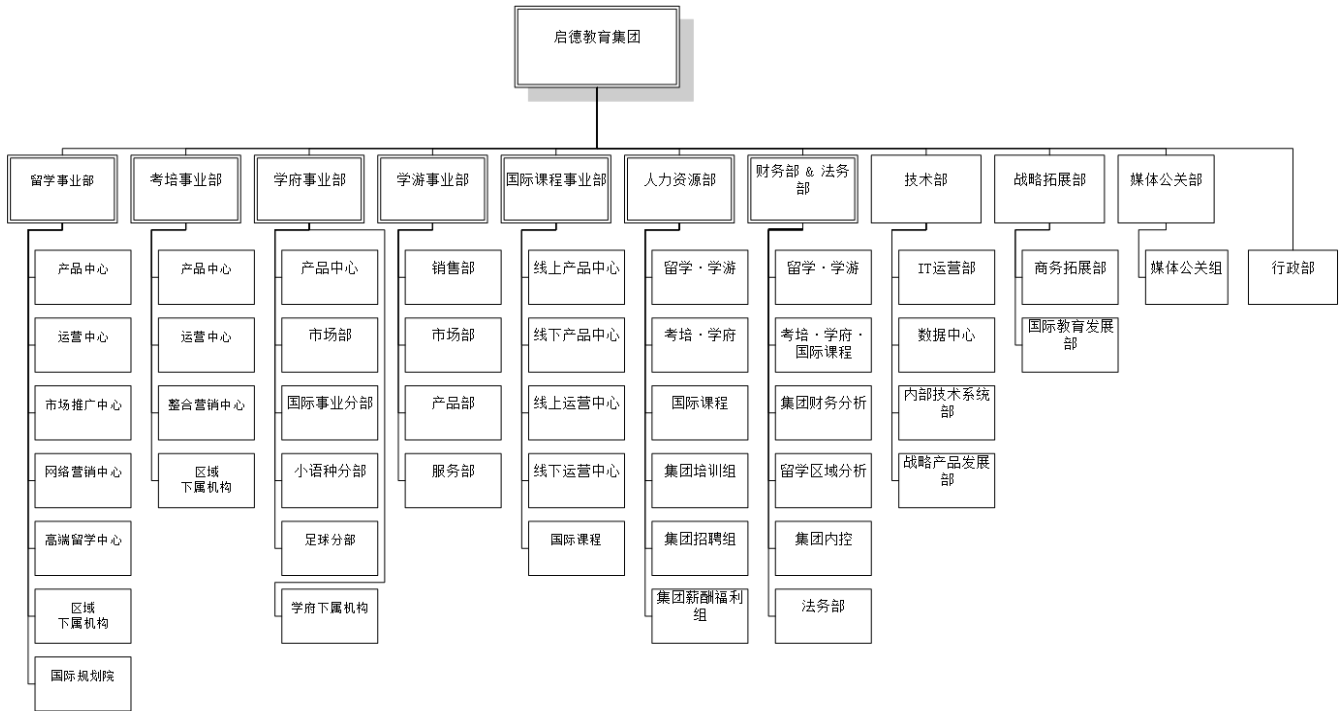 启德教育集团
留学事业部
考培事业部
学府事业部
学游事业部
国际课程事业部
人力资源部
财务部 & 法务
部
技术部
战略拓展部
媒体公关部
产品中心
产品中心
产品中心
销售部
线上产品中心
留学·学游
留学·学游
IT运营部
商务拓展部
媒体公关组
行政部
运营中心
运营中心
市场部
市场部
线下产品中心
考培·学府
考培·学府·
国际课程
数据中心
国际教育发展
部
市场推广中心
整合营销中心
国际事业分部
产品部
线上运营中心
国际课程
集团财务分析
内部技术系统
部
网络营销中心
区域
下属机构
小语种分部
服务部
线下运营中心
集团培训组
留学区域分析
战略产品发展
部
高端留学中心
足球分部
国际课程
集团招聘组
集团内控
区域
下属机构
学府下属机构
集团薪酬福利
组
法务部
国际规划院